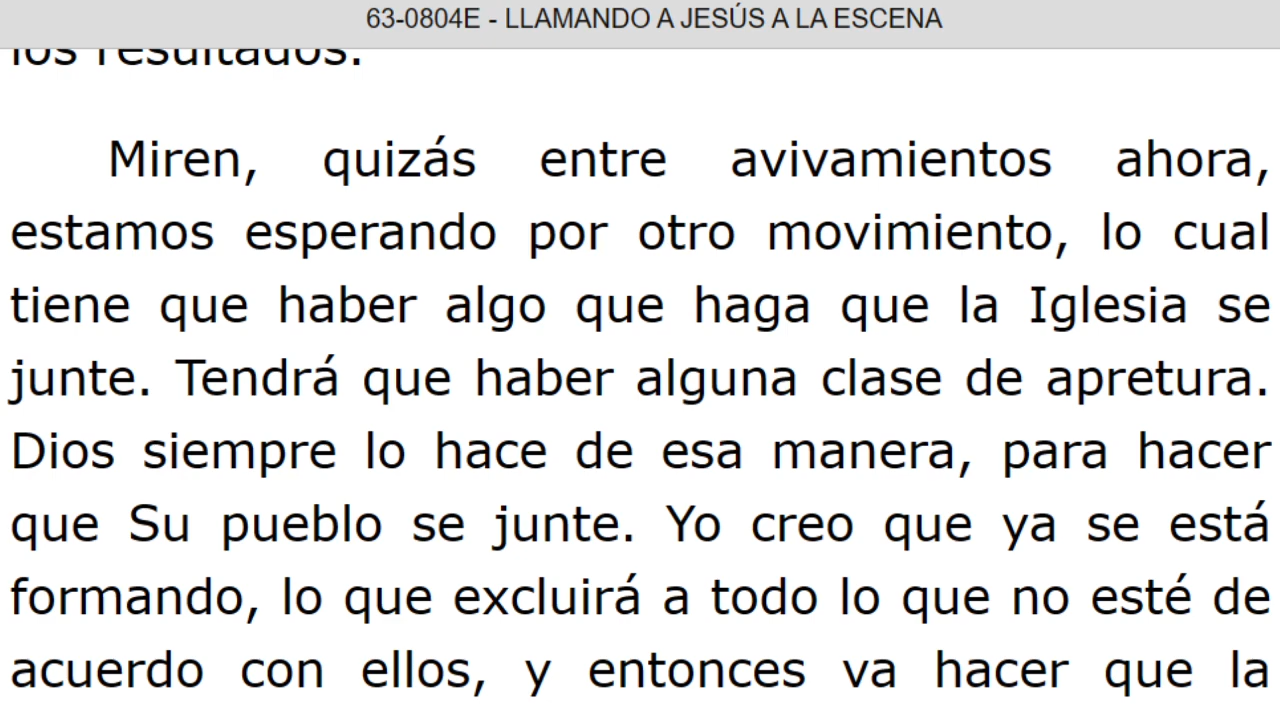 63-0804E - LLAMANDO A JESÚS A LA ESCENA
los resultados.
Miren, quizás entre avivamientos ahora,
estamos esperando por otro movimiento, lo cual
tiene que haber algo que haga que la Iglesia se
junte. Tendrá que haber alguna clase de apretura.
Dios siempre lo hace de esa manera, para hacer
que Su pueblo se junte. Yo creo que ya se está
formando, lo que excluirá a todo lo que no esté de
acuerdo con ellos, y entonces va hacer que la